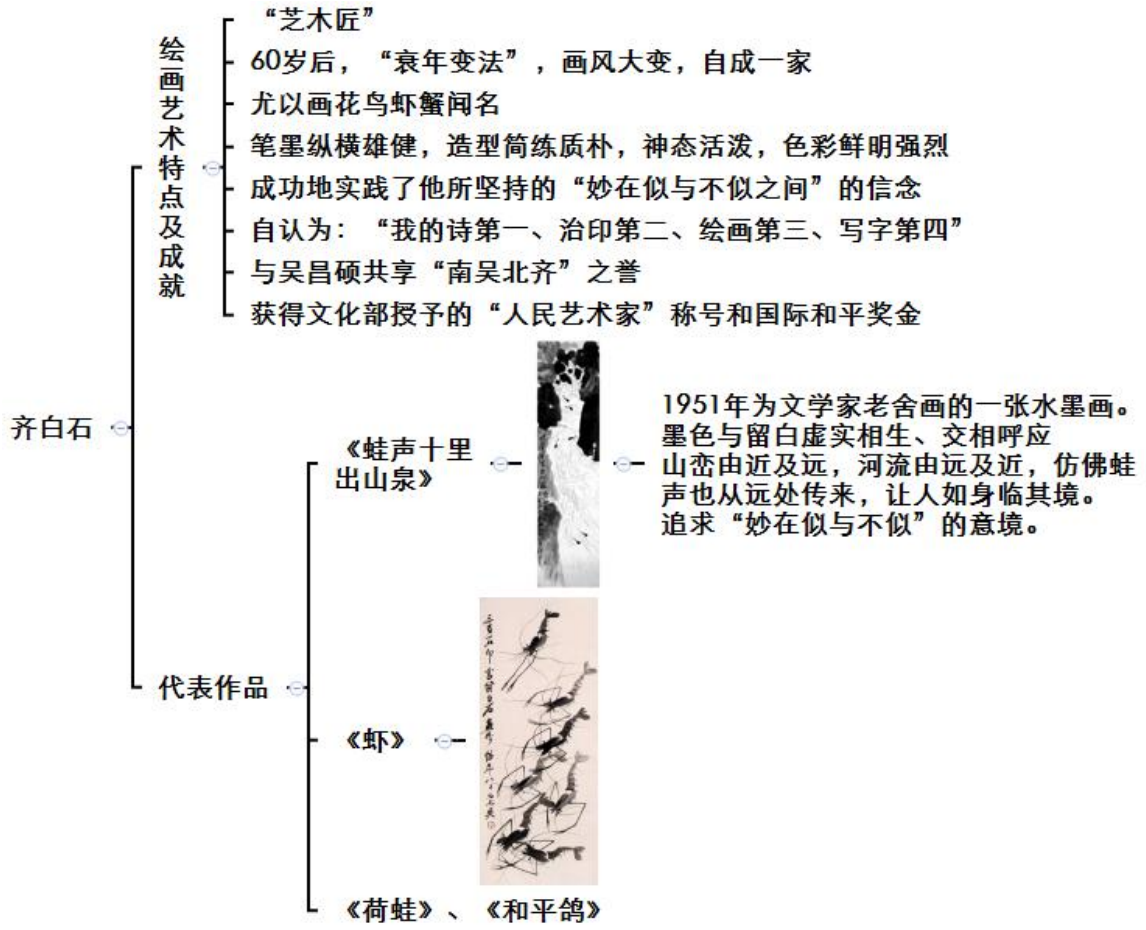 绘画艺术特点及成就
“芝木匠”
60岁后，“衰年变法”，画风大变，自成一家
尤以画花鸟虾蟹闻名
笔墨纵横雄健，造型简练质朴，神态活泼，色彩鲜明强烈
成功地实践了他所坚持的“妙在似与不似之间”的信念
自认为：“我的诗第一、治印第二、绘画第三、写字第四”
与吴昌硕共享“南吴北齐”之誉
获得文化部授予的“人民艺术家”称号和国际和平奖金
齐白石
《蛙声十里
出山泉》
1951年为文学家老舍画的一张水墨画。
墨色与留白虚实相生、交相呼应
山峦由近及远，河流由远及近，仿佛蛙
声也从远处传来，让人如身临其境。
追求“妙在似与不似”的意境。
代表作品
《虾》
《荷蛙》、《和平鸽》